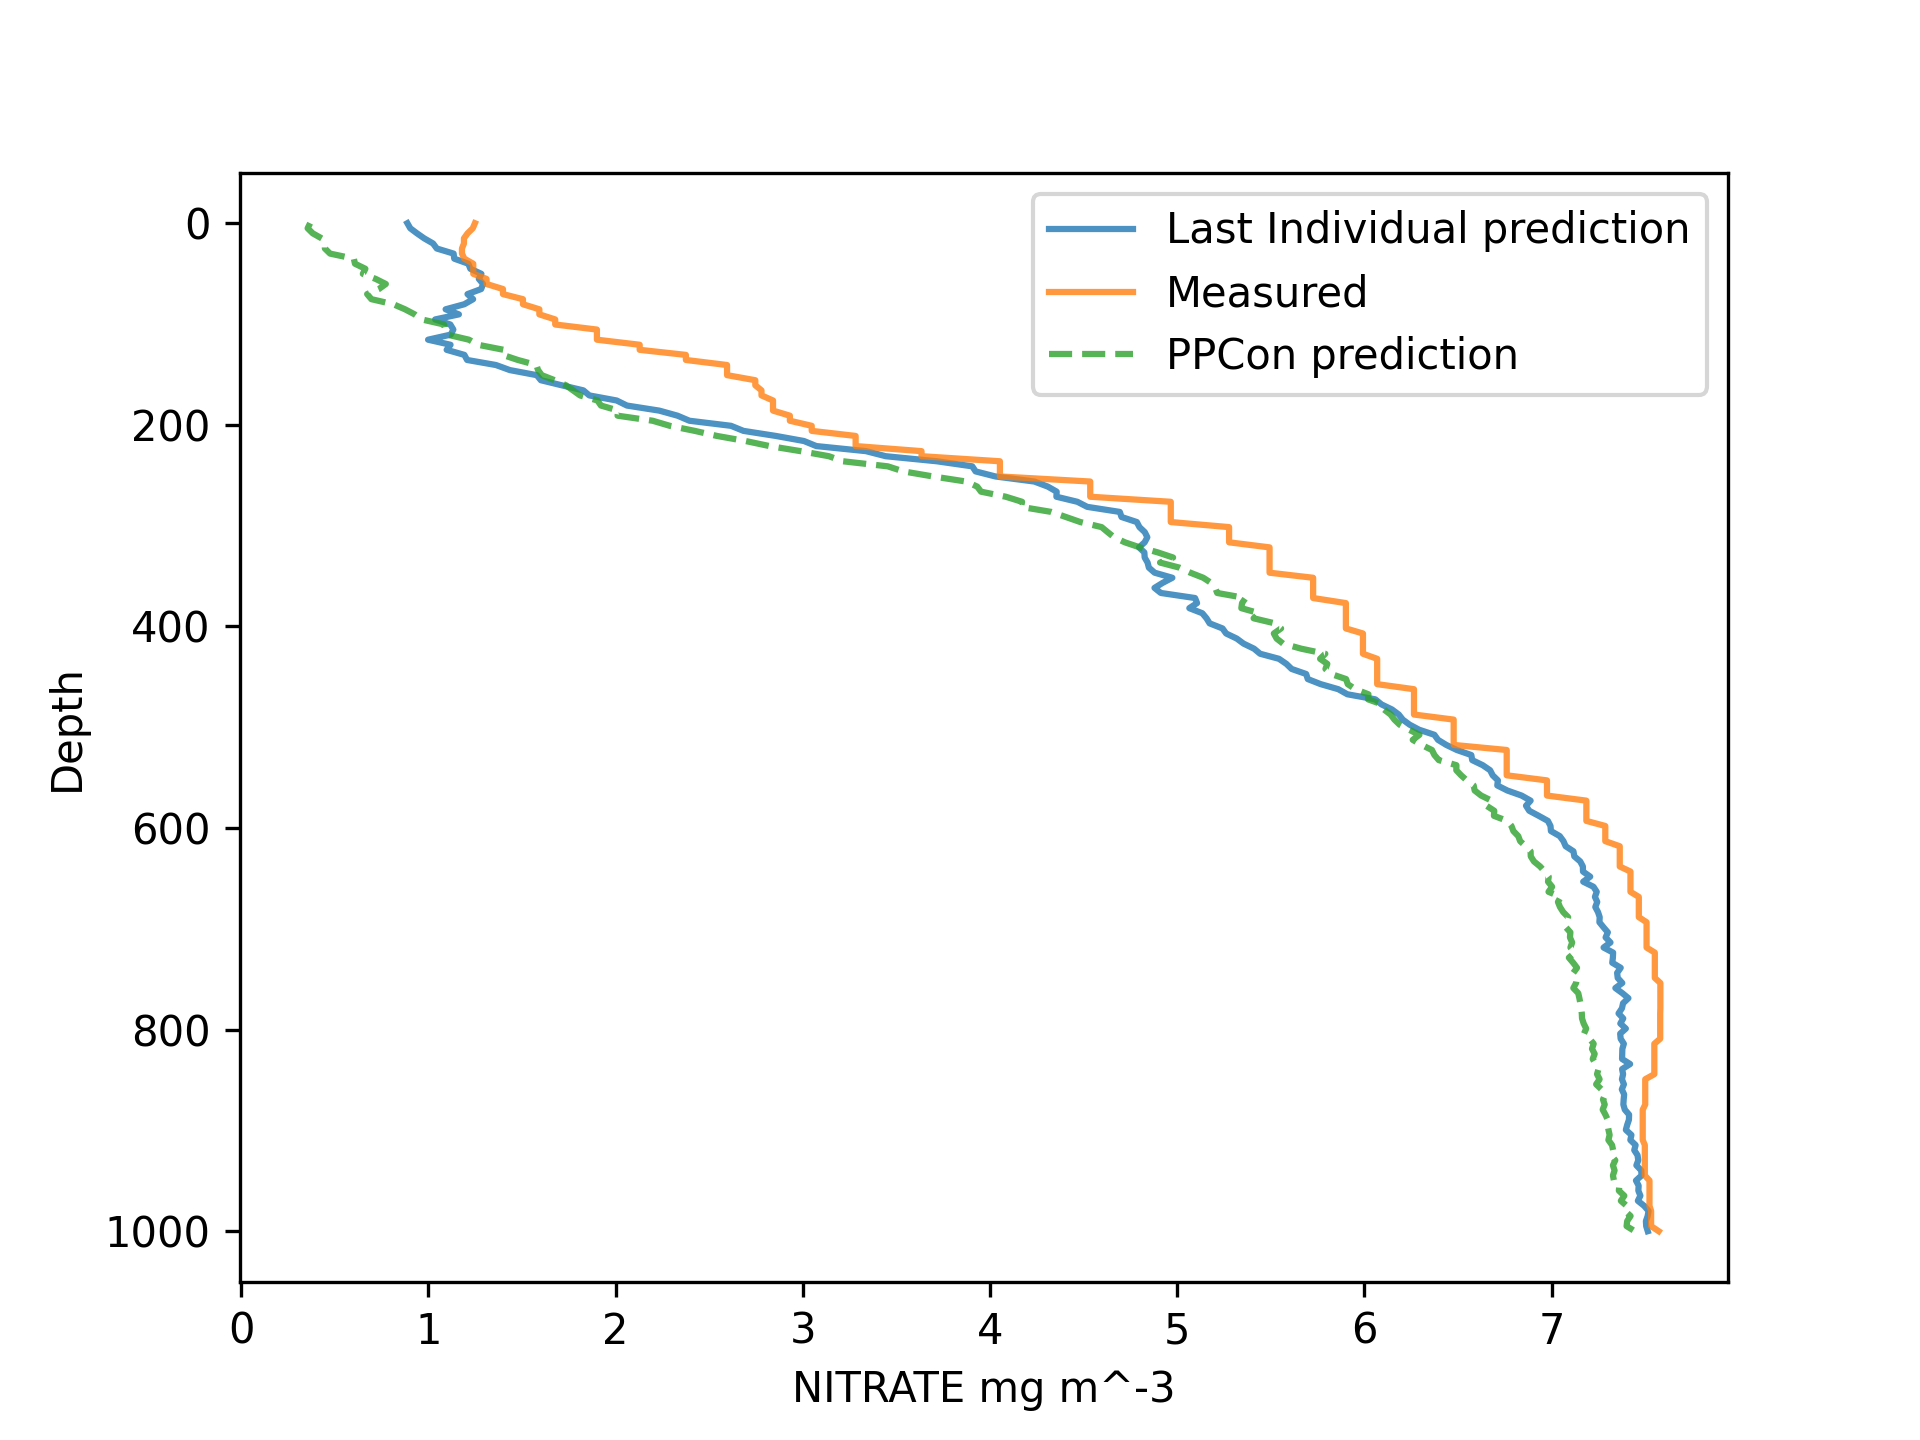 Last Individual prediction
Measured
PPCon prediction
0
200
400
600
800
1000
Depth
0 1 2 3 4 5 6 7
NITRATE mg m^-3